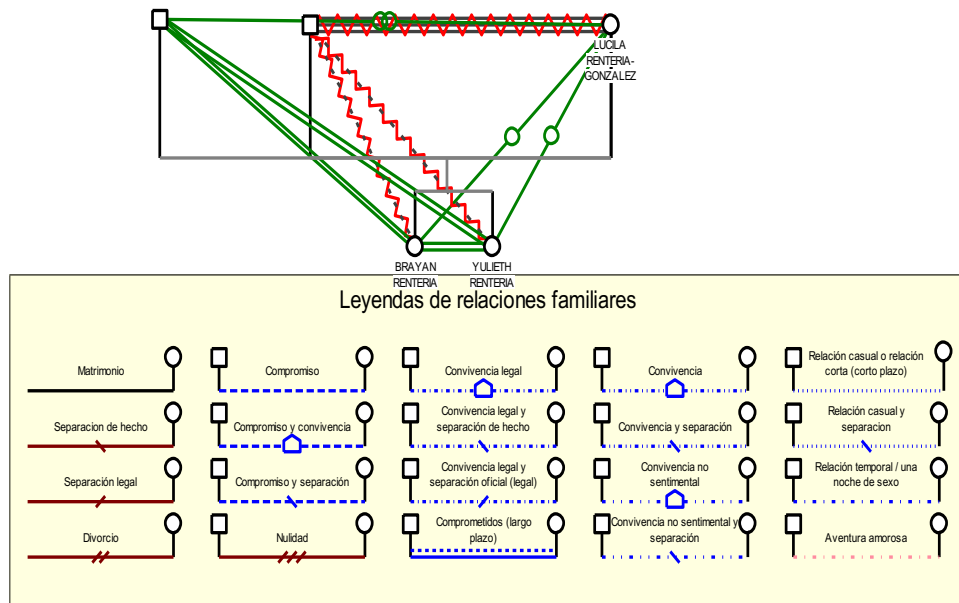 LUCILA
RENTERIA-
GONZALEZ
BRAYAN
RENTERIA
YULIETH
RENTERIA
Leyendas de relaciones familiares
Matrimonio
Compromiso
Convivencia legal
Convivencia
Relación casual o relación
corta (corto plazo)
Separacion de hecho
Compromiso y convivencia
Convivencia legal y
separación de hecho
Convivencia y separación
Relación casual y
separacion
Separación legal
Compromiso y separación
Convivencia legal y
separación oficial (legal)
Convivencia no
sentimental
Relación temporal / una
noche de sexo
Divorcio
Nulidad
Comprometidos (largo
plazo)
Convivencia no sentimental y
separación
Aventura amorosa